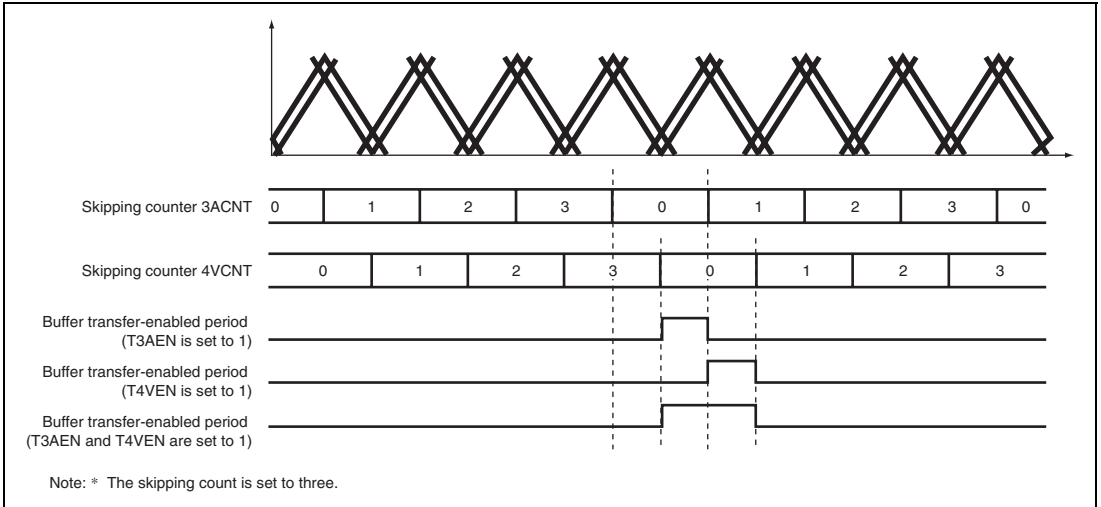 Skipping counter 3ACNT 0 1 2 3 0 1 2 3 0
Skipping counter 4VCNT 0 1 2 3 0 1 2 3
Buffer transfer-enabled period
(T3AEN is set to 1)
Buffer transfer-enabled period
(T4VEN is set to 1)
Buffer transfer-enabled period
(T3AEN and T4VEN are set to 1)
Note: * The skipping count is set to three.